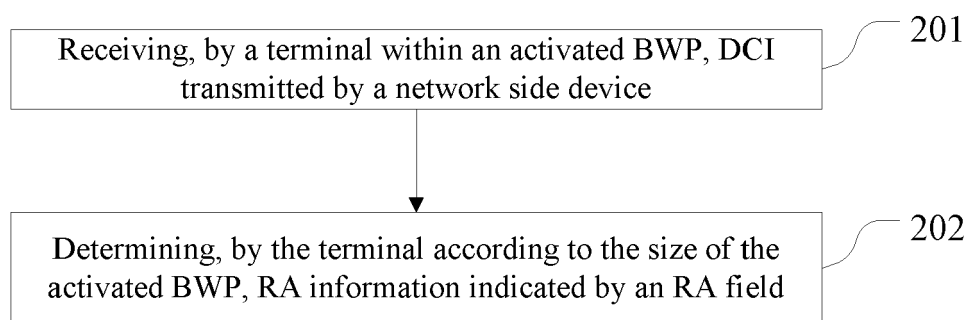 201
Receiving, by a terminal within an activated BWP, DCI
transmitted by a network side device
202
Determining, by the terminal according to the size of the
activated BWP, RA information indicated by an RA field